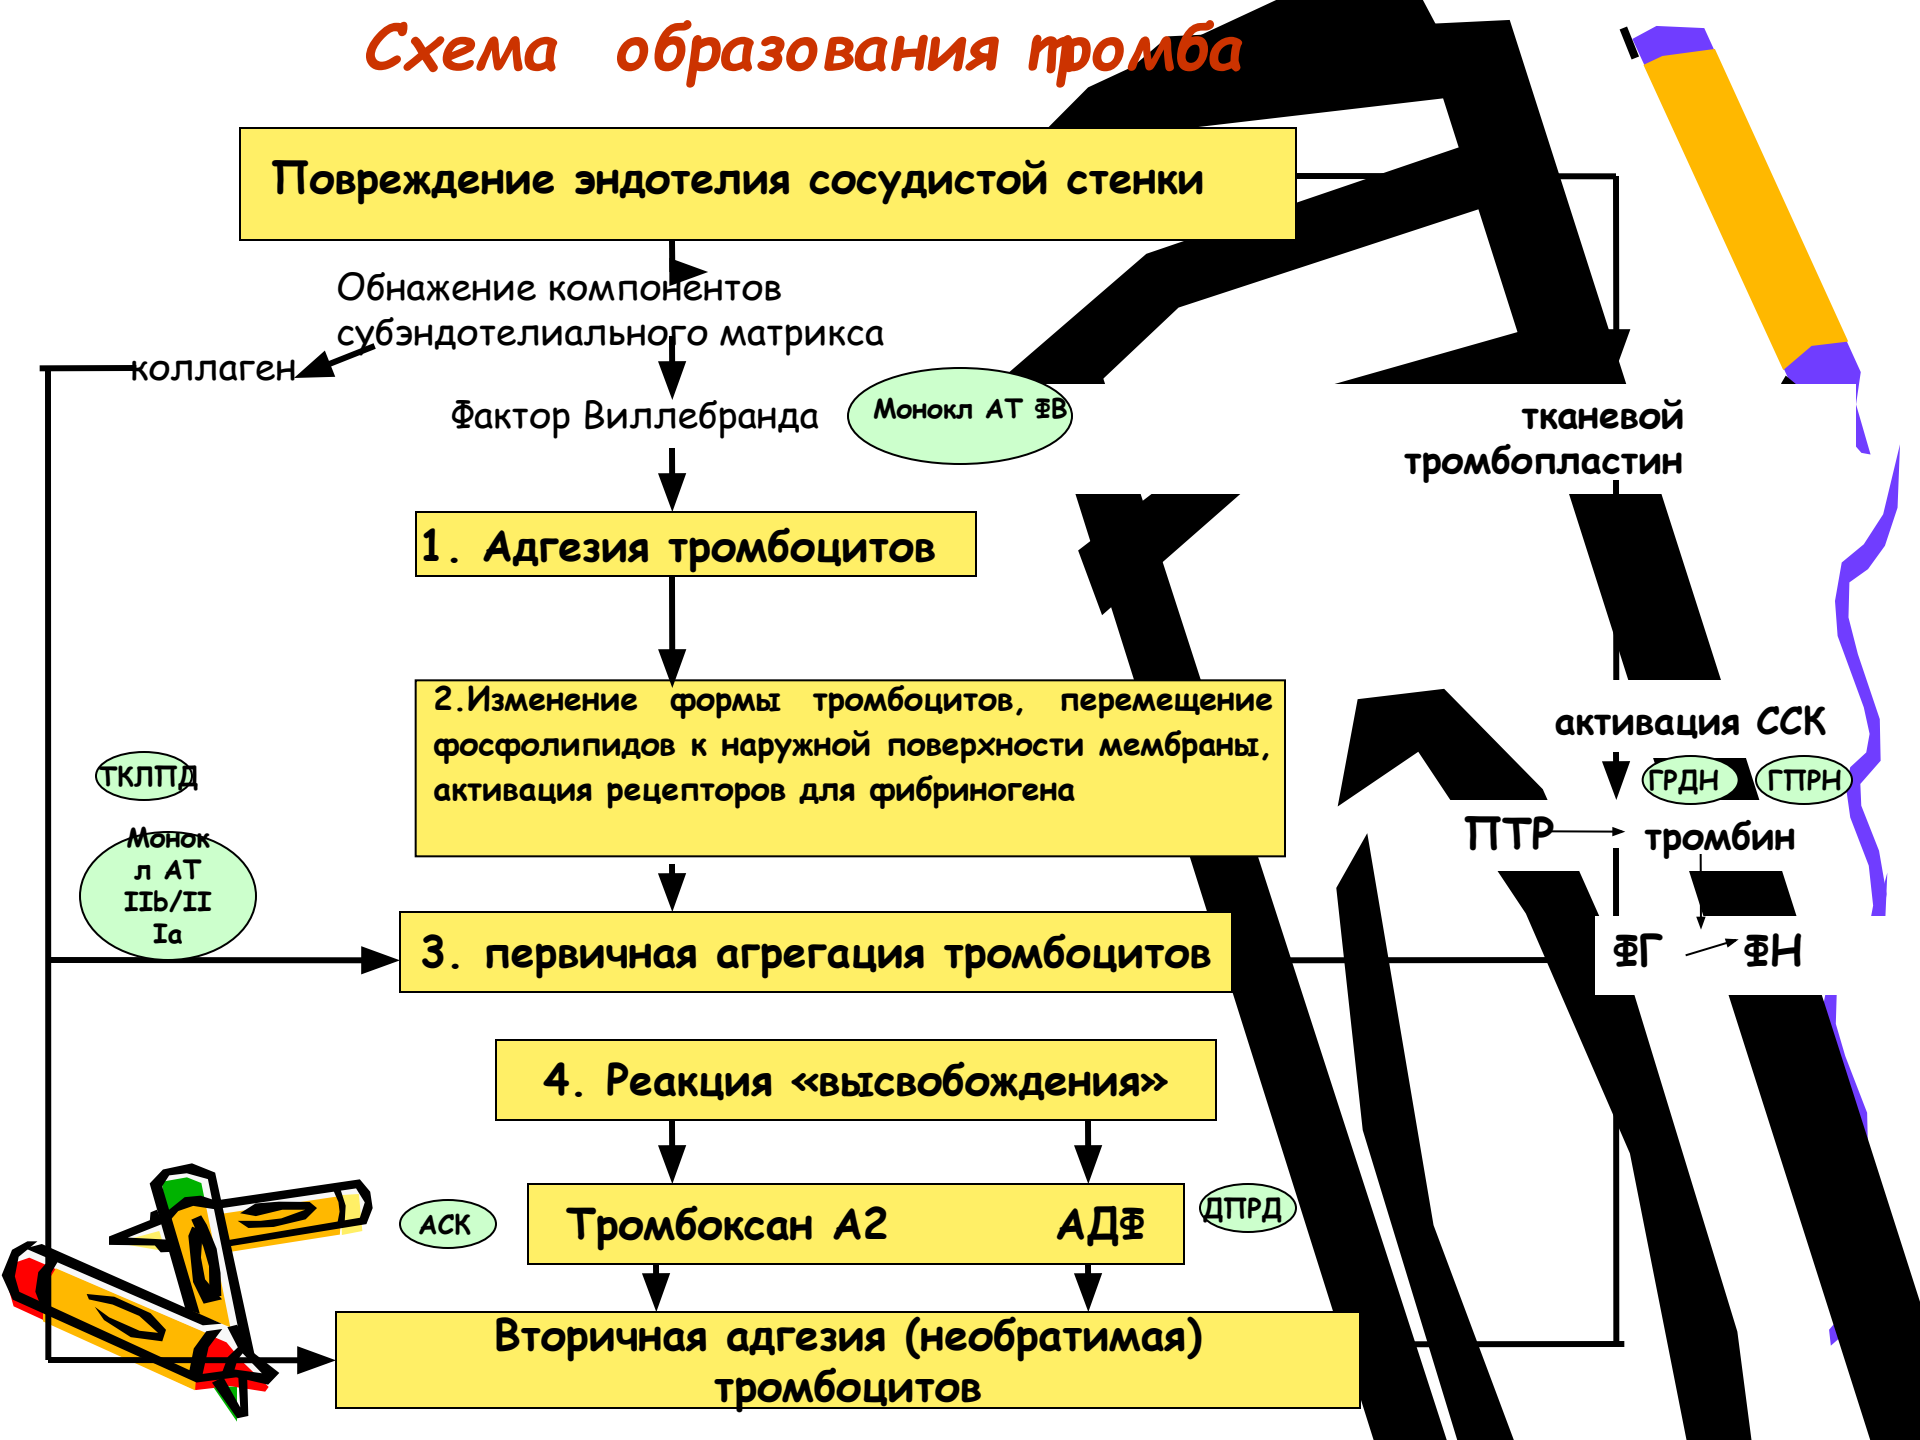 Схема образования тромба
Повреждение эндотелия сосудистой стенки
Обнажение компонентов
субэндотелиального матрикса
коллаген
Фактор Виллебранда
Монокл АТ ФВ
тканевой
тромбопластин
1. Адгезия тромбоцитов
2.Изменение формы тромбоцитов, перемещение
фосфолипидов к наружной поверхности мембраны,
активация рецепторов для фибриногена
активация ССК
ТКЛПД
ГРДН
ГПРН
Монок
л АТ
IIb/II
Ia
ПТР
тромбин
3. первичная агрегация тромбоцитов
ФГ
ФН
4. Реакция «высвобождения»
АСК
Тромбоксан А2 АДФ
ДПРД
Вторичная адгезия (необратимая)
тромбоцитов